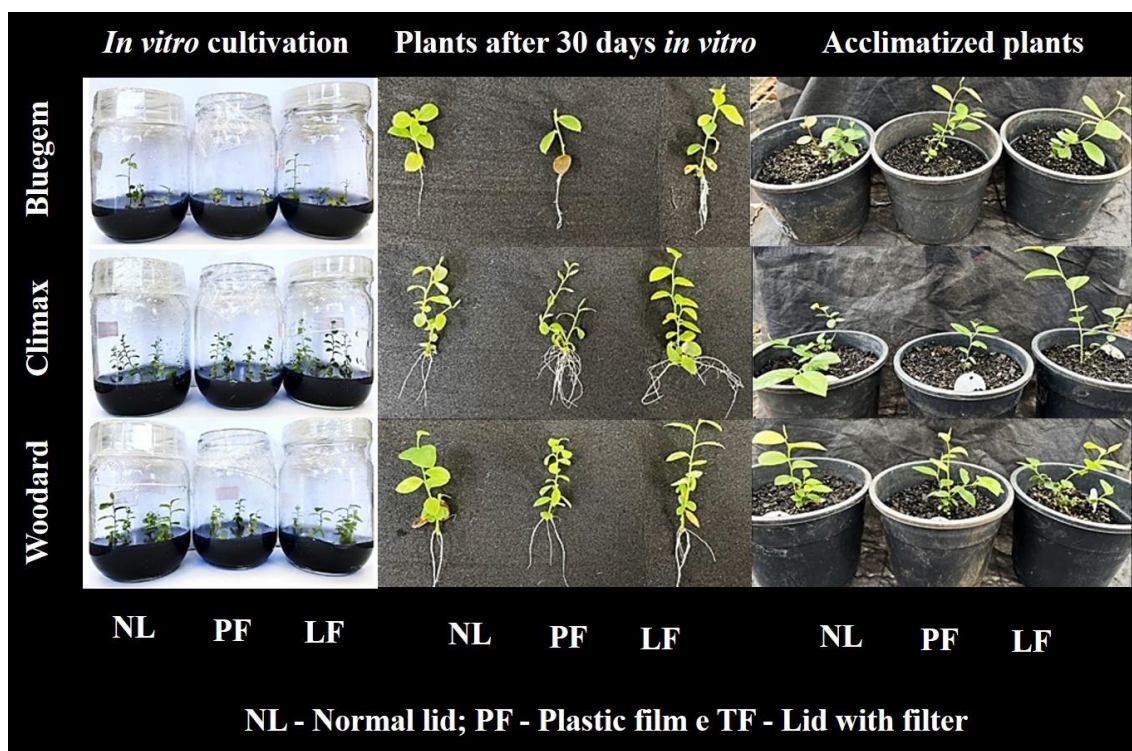 In vitro cultivation
Plants after 30 days in vitro
Acclimatized plants
Bluegem
Climax
Woodard
NL PF LF
NL PF LF
NL PF LF
NL - Normal lid; PF - Plastic film e TF - Lid with filter